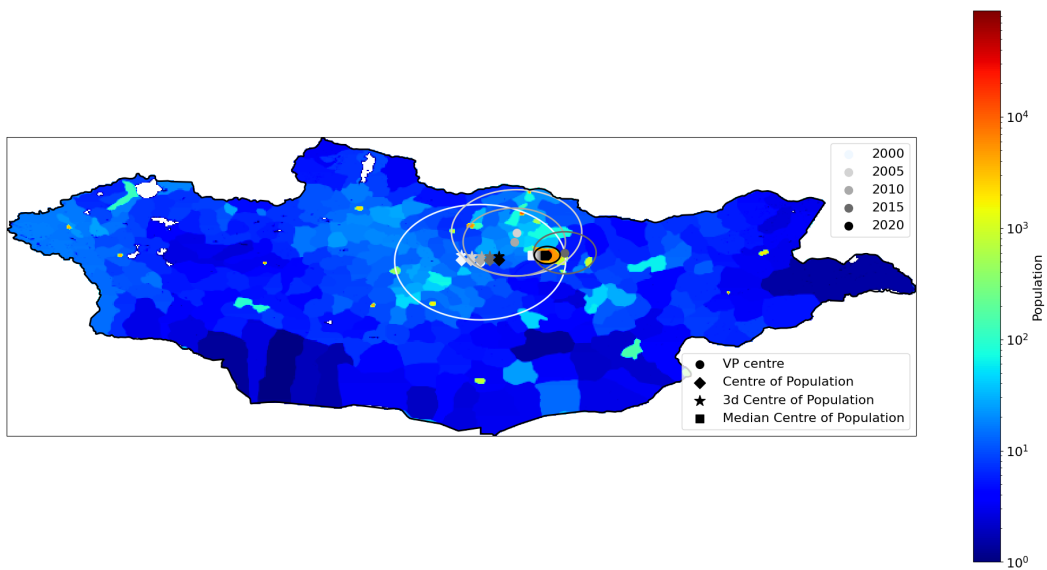 2000
2005
2010
2015
2020
VP centre
Centre of Population
3d Centre of Population
Median Centre of Population
10⁴
10³
10²
10¹
10⁰
Population